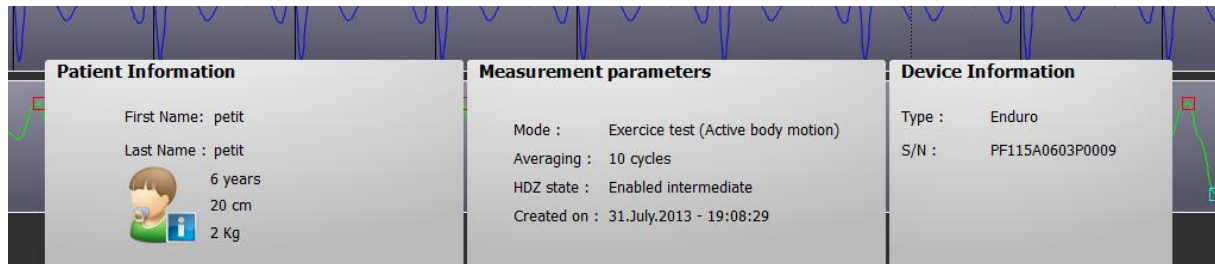 Patient Information
First Name: petit
Last Name : petit
6 years
20 cm
2 Kg
Measurement parameters
Mode : Exercice test (Active body motion)
Averaging : 10 cycles
HDZ state : Enabled intermediate
Created on : 31.July.2013 - 19:08:29
Device Information
Type : Enduro
S/N : PF115A0603P0009